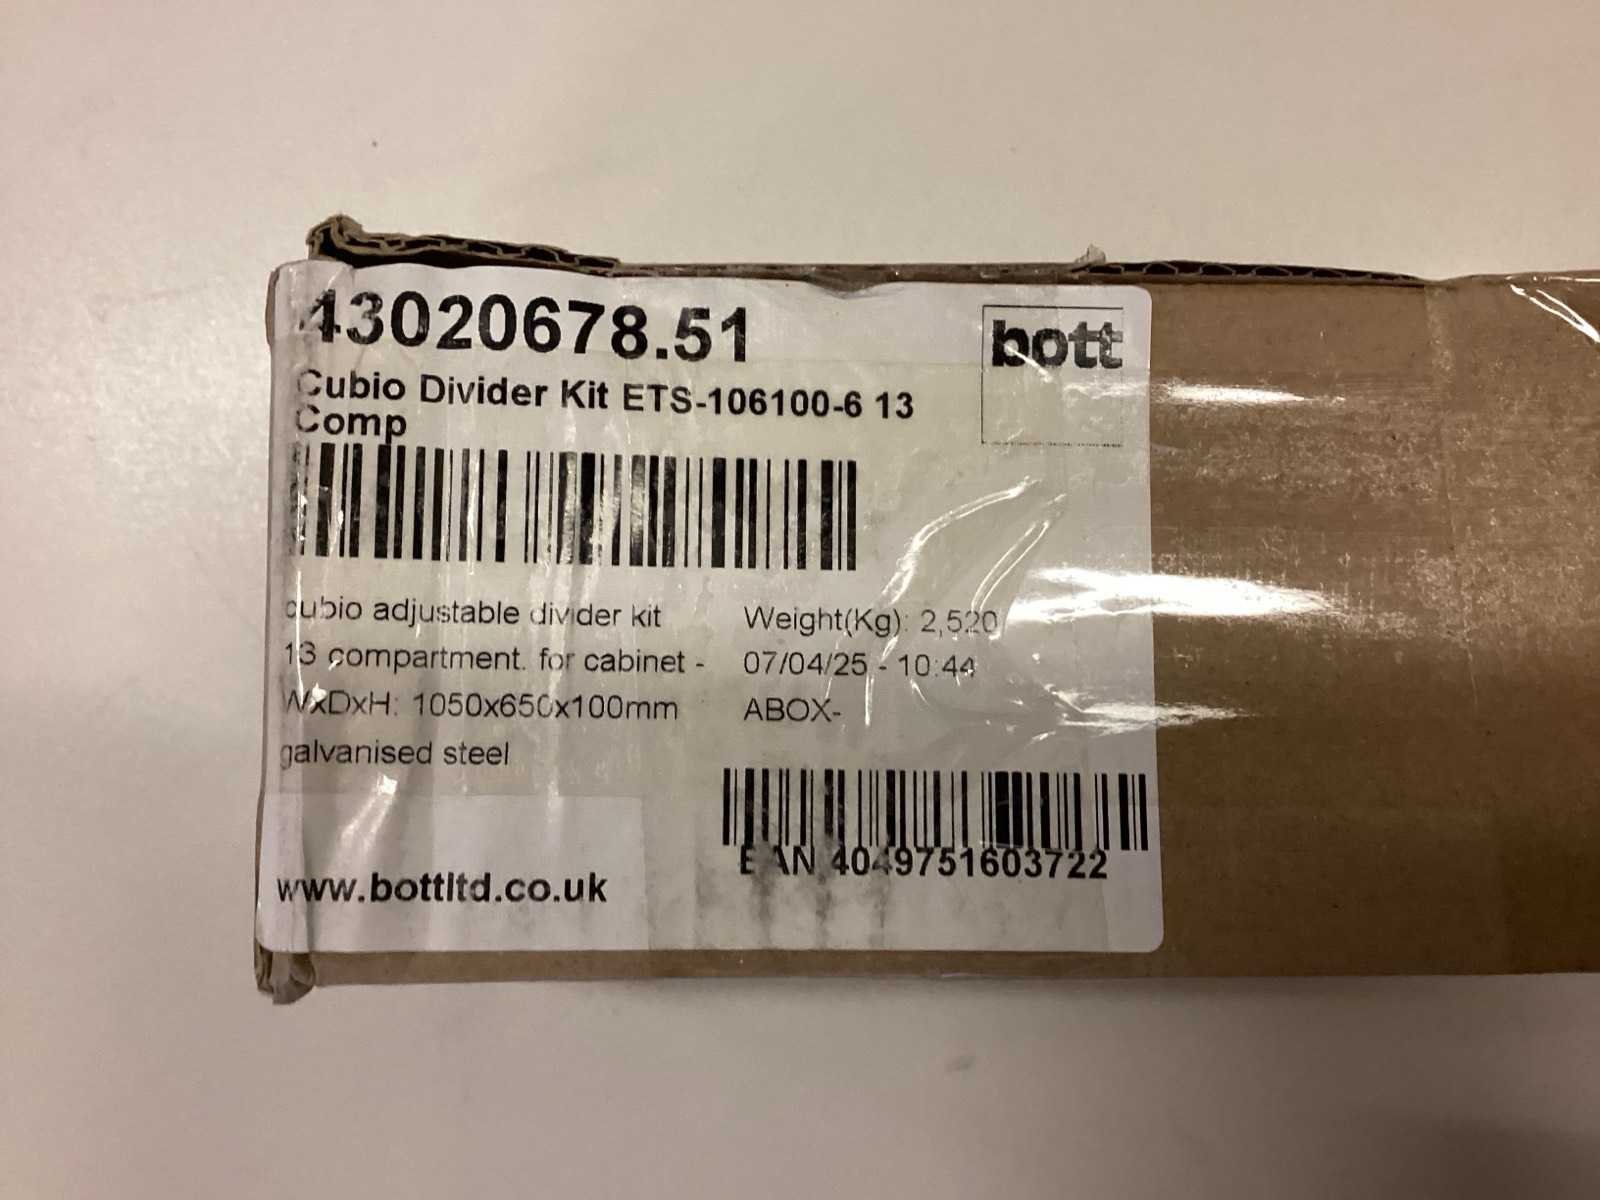 43020678.51
bott
Cubio Divider Kit ETS-106100-6 13
Comp
cubio adjustable divider kit
13 compartment. for cabinet -
WxDxH: 1050x650x100mm
galvanised steel
Weight(Kg): 2,520
07/04/25 - 10:44
ABOX-
EAN 4049751603722
www.bottltd.co.uk